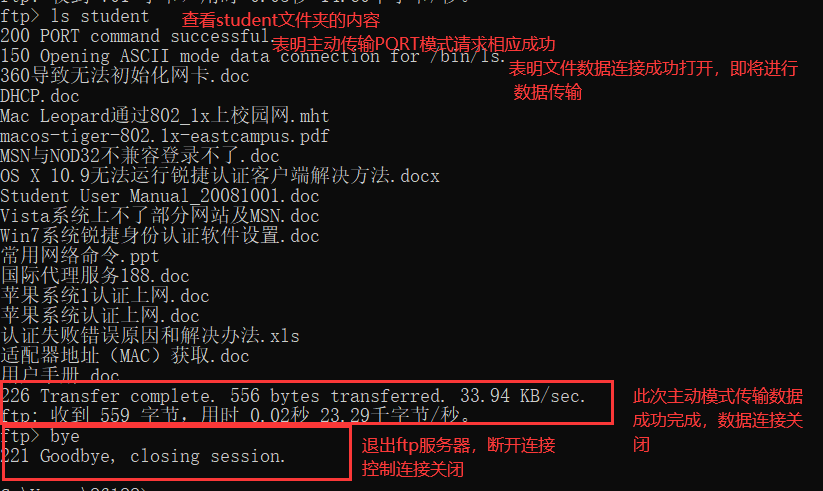 ftp> ls student
查看student文件夹的内容
200 PORT command successful.
表明主动传输PORT模式请求相应成功
150 Opening ASCII mode data connection for /bin/ls.
表明文件数据连接成功打开，即将进行
数据传输
360导致无法初始化网卡.doc
DHCP.doc
Mac Leopard通过802_1x上校园网.mht
macos-tiger-802.1x-eastcampus.pdf
MSN与NOD32不兼容登录不了.doc
OS X 10.9无法运行锐捷认证客户端解决方法.docx
Student User Manual_20081001.doc
Vista系统上不了部分网站及MSN.doc
Win7系统锐捷身份认证软件设置.doc
常用网络命令.ppt
国际代理服务188.doc
苹果系统1认证上网.doc
苹果系统认证上网.doc
认证失败错误原因和解决办法.xls
适配器地址（MAC）获取.doc
用户手册.doc
226 Transfer complete. 556 bytes transferred. 33.94 KB/sec.
ftp: 收到 559 字节，用时 0.02秒 23.29千字节/秒。
此次主动模式传输数据
成功完成，数据连接关
闭
ftp> bye
221 Goodbye, closing session.
退出ftp服务器，断开连接
控制连接关闭